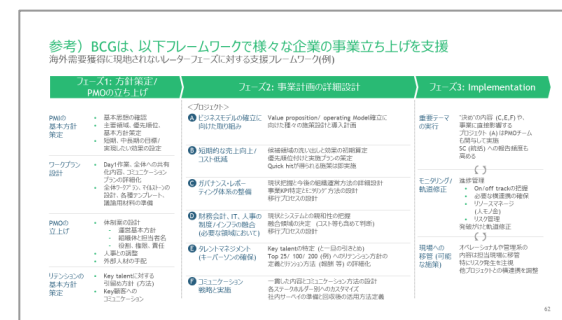 参考）BCGは、以下フレームワークで様々な企業の事業立ち上げを支援
海外需要獲得に現地されないレーターフェーズに対する支援フレームワーク(例)
フェーズ1: 方針策定/
PMOの立ち上げ
フェーズ2: 事業計画の詳細設計
フェーズ3: Implementation
PMIの
基本方針
策定
• 基本思想の確認
• 主要領域、優先順位、
基本方針策定
• 短期、中長期の目標/
実現したい効果の設定
ワークプラン
設計
• Day1作業、全体への共有
化内容、コミュニケーション
プランの詳細化
• 全体ワークプラン、マイルストーンの
設計、各種テンプレート、
議論用材料の準備
PMOの
立上げ
• 体制案の設計
- 運営基本方針
- 組織体と担当者名
- 役割、権限、責任
• 人事との調整
• 外部人材の手配
リテンションの
基本方針
策定
• Key talentに対する
引留め方針 (方法)
• Key顧客への
コミュニケーション
<プロジェクト>
A ビジネスモデルの確立に
向けた取り組み
Value proposition/ operating Model確立に
向けた種々の施策設計と導入計画
B 短期的な売上向上/
コスト低減
候補領域の洗い出しと効果の初期算定
優先順位付けと実施プランの策定
Quick hitが得られる施策は即実施
C ガバナンス・レポー
ティング体系の整備
現状把握と今後の組織運営方法の詳細設計
事業KPI特定とモニタリング方法の設計
移行プロセスの設計
D 財務会計、IT、人事の
制度/インフラの融合
(必要な領域において)
現状とシステムとの親和性の把握
融合領域の決定 (コスト等も含めて判断)
移行プロセスの設計
E タレントマネジメント
(キーパーソンの確保)
Key talentの特定 (と一旦の引きとめ)
Top 25/ 100/ 200 (例) へのリテンション方針の
定義とリテンション方法 (報酬 等) の詳細化
F コミュニケーション
戦略と実施
一貫した内容とコミュニケーション方法の設計
各ステークホルダー別へのカスタマイズ
社内サーベイの準備と回収後の活用方法定義
重要テーマ
の実行
"決め"の内容 (C,E,F) や、
事業に直接影響する
プロジェクト (A) はPMOチーム
も関与して実施
SC (統括) への報告頻度も
高める
モニタリング/
軌道修正
進捗管理
• On/off trackの把握
• 必要な横連携の確保
• リソースマネージ
(人モノ金)
• リスク管理
発破がけと軌道修正
現場への
移管 (可能
な施策)
オペレーショナルや管理系の
内容は担当現場に移管
特にリスク発生を注視
他プロジェクトとの横連携を調整
62